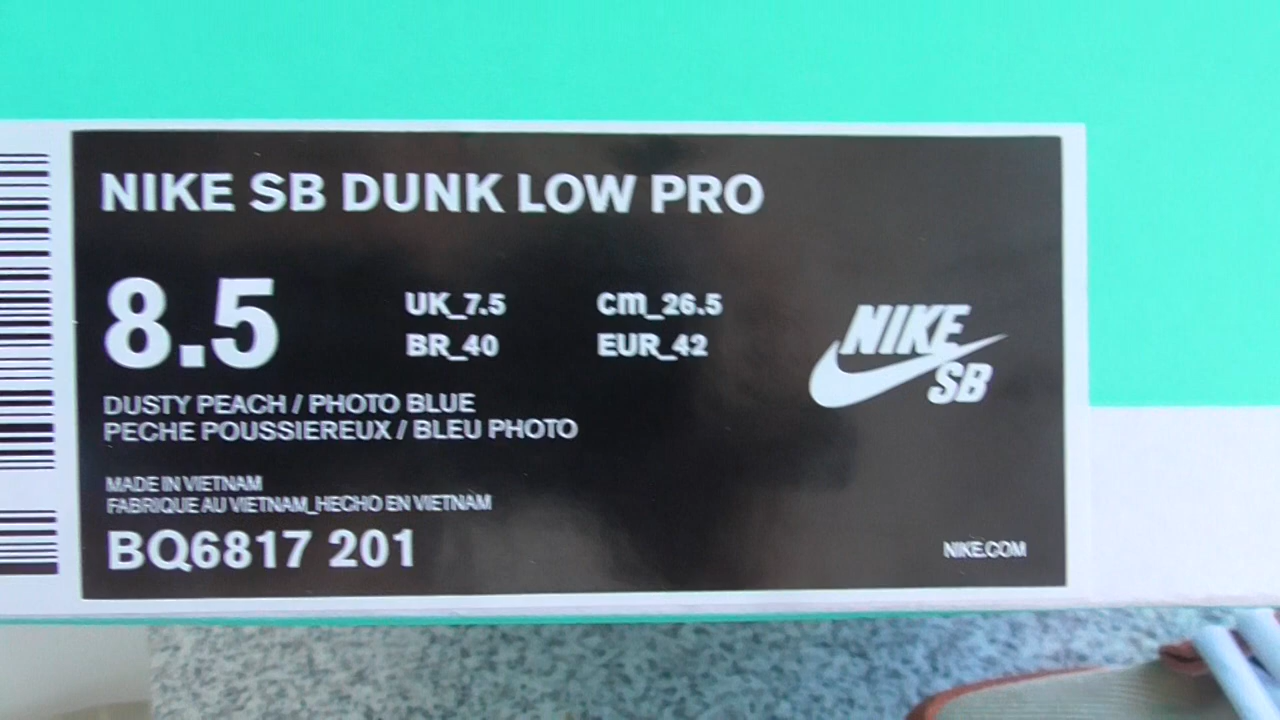 NIKE SB DUNK LOW PRO
8.5
UK_7.5 cm_26.5
BR_40 EUR_42
NIKE
SB
DUSTY PEACH / PHOTO BLUE
PECHE POUSSIEREUX / BLEU PHOTO
MADE IN VIETNAM
FABRIQUE AU VIETNAM_HECHO EN VIETNAM
BQ6817 201
NIKE.COM